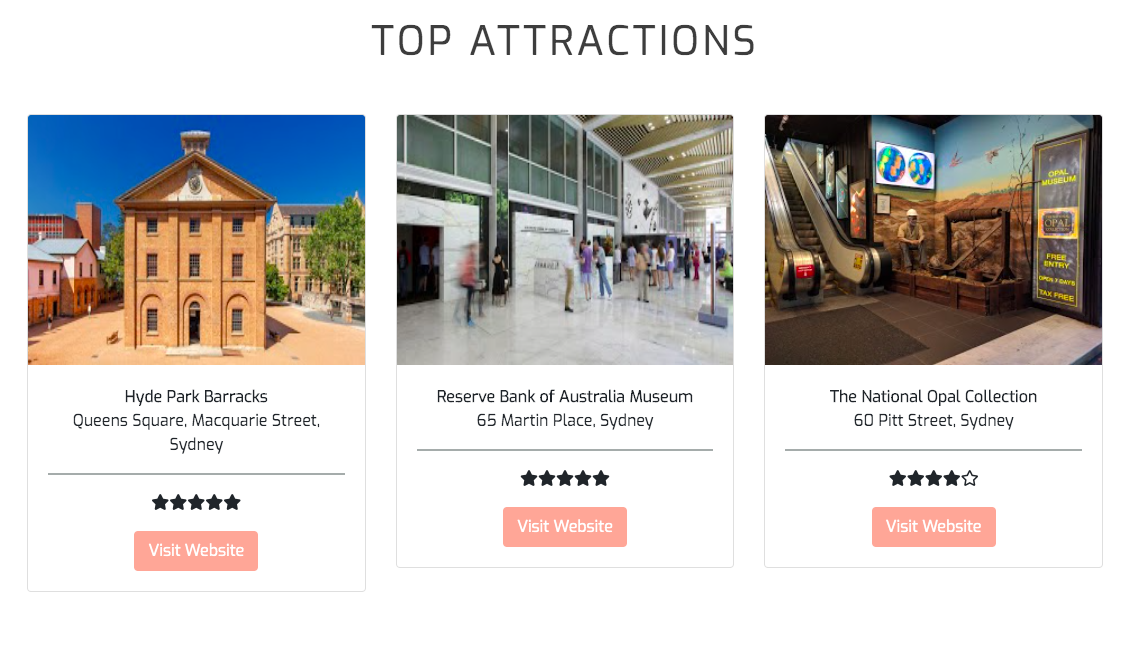 TOP ATTRACTIONS
OPAL
MUSEUM
OPAL
FREE
ENTRY
OPEN 7 DAYS
TAX FREE
Hyde Park Barracks
Queens Square, Macquarie Street,
Sydney
Visit Website
Reserve Bank of Australia Museum
65 Martin Place, Sydney
Visit Website
The National Opal Collection
60 Pitt Street, Sydney
Visit Website